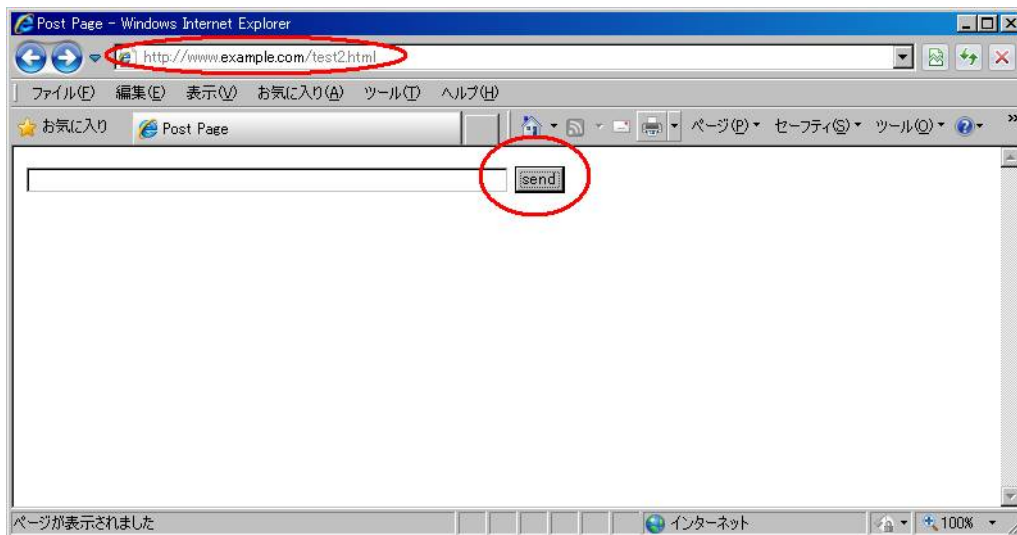 Post Page - Windows Internet Explorer
http://www.example.com/test2.html
ファイル(F) 編集(E) 表示(V) お気に入り(A) ツール(T) ヘルプ(H)
お気に入り Post Page ページ(P) セーフティ(S) ツール(O) »
send
ページが表示されました インターネット 100%